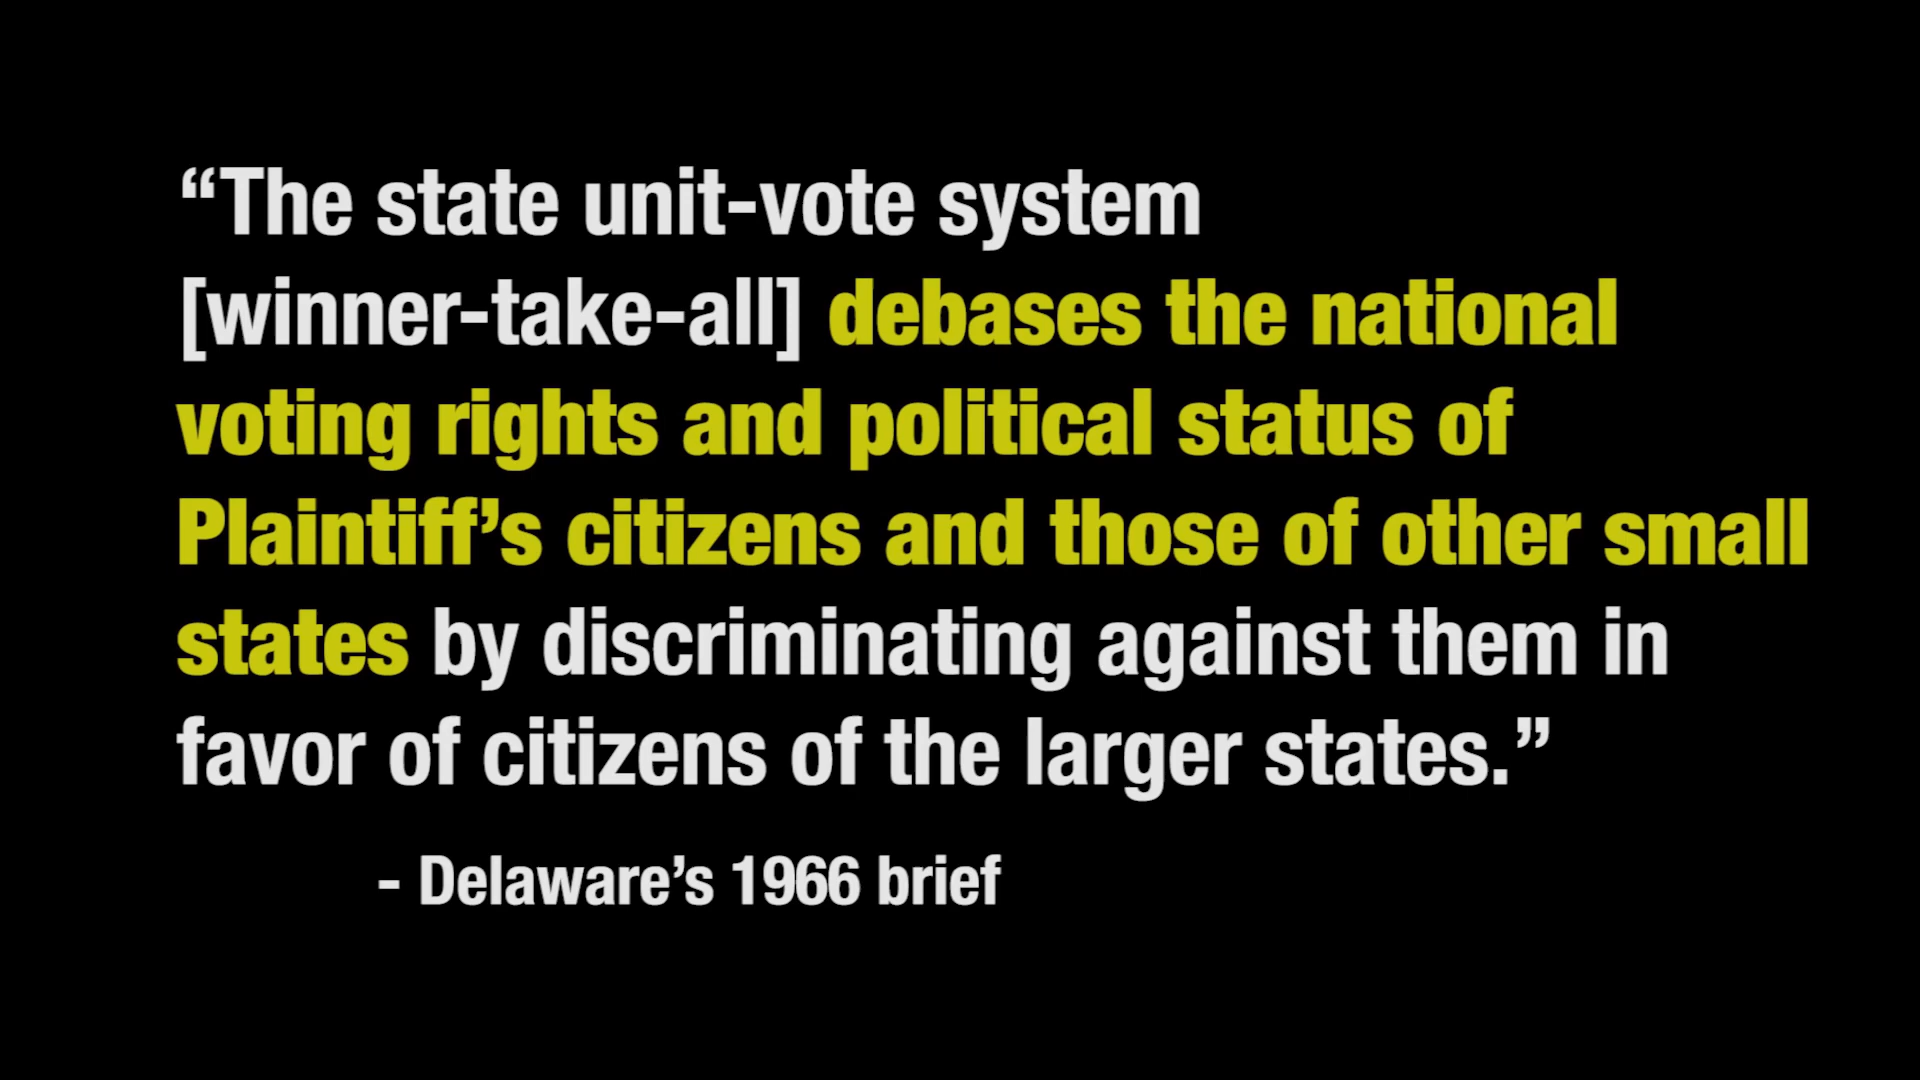 “The state unit-vote system
[winner-take-all] debases the national
voting rights and political status of
Plaintiff’s citizens and those of other small
states by discriminating against them in
favor of citizens of the larger states.”
- Delaware’s 1966 brief